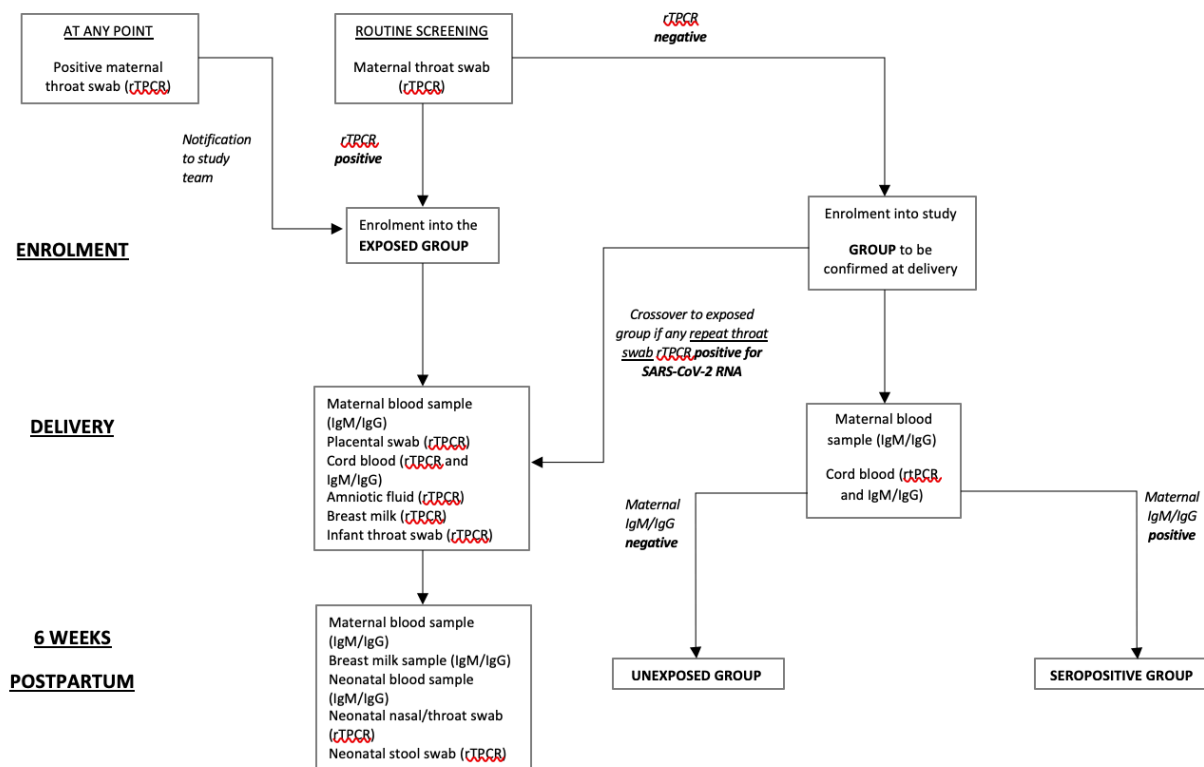 AT ANY POINT
Positive maternal
throat swab (rTPCR)
ROUTINE SCREENING
Maternal throat swab
(rTPCR)
rTPCR
negative
Notification
to study
team
rTPCR
positive
ENROLMENT
Enrolment into the
EXPOSED GROUP
Enrolment into study
GROUP to be
confirmed at delivery
Crossover to exposed
group if any repeat throat
swab rTPCR positive for
SARS-CoV-2 RNA
DELIVERY
Maternal blood sample
(IgM/IgG)
Placental swab (rTPCR)
Cord blood (rTPCR and
IgM/IgG)
Amniotic fluid (rTPCR)
Breast milk (rTPCR)
Infant throat swab (rTPCR)
Maternal blood
sample (IgM/IgG)
Cord blood (rtPCR
and IgM/IgG)
Maternal
IgM/IgG
negative
Maternal
IgM/IgG
positive
6 WEEKS
POSTPARTUM
Maternal blood sample
(IgM/IgG)
Breast milk sample (IgM/IgG)
Neonatal blood sample
(IgM/IgG)
Neonatal nasal/throat swab
(rTPCR)
Neonatal stool swab (rTPCR)
UNEXPOSED GROUP
SEROPOSITIVE GROUP